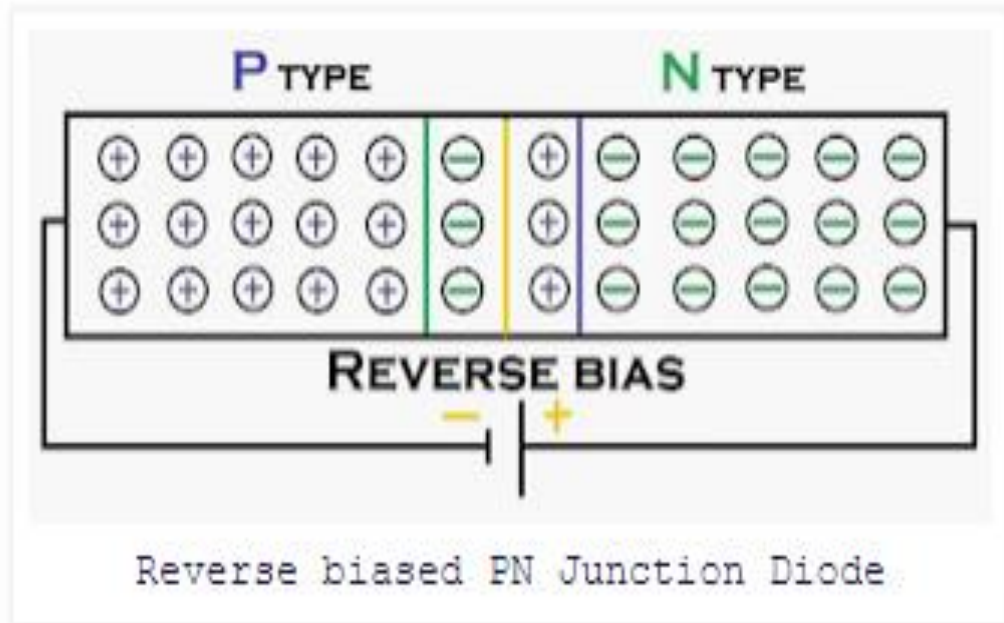 P TYPE N TYPE
REVERSE BIAS
− +
Reverse biased PN Junction Diode